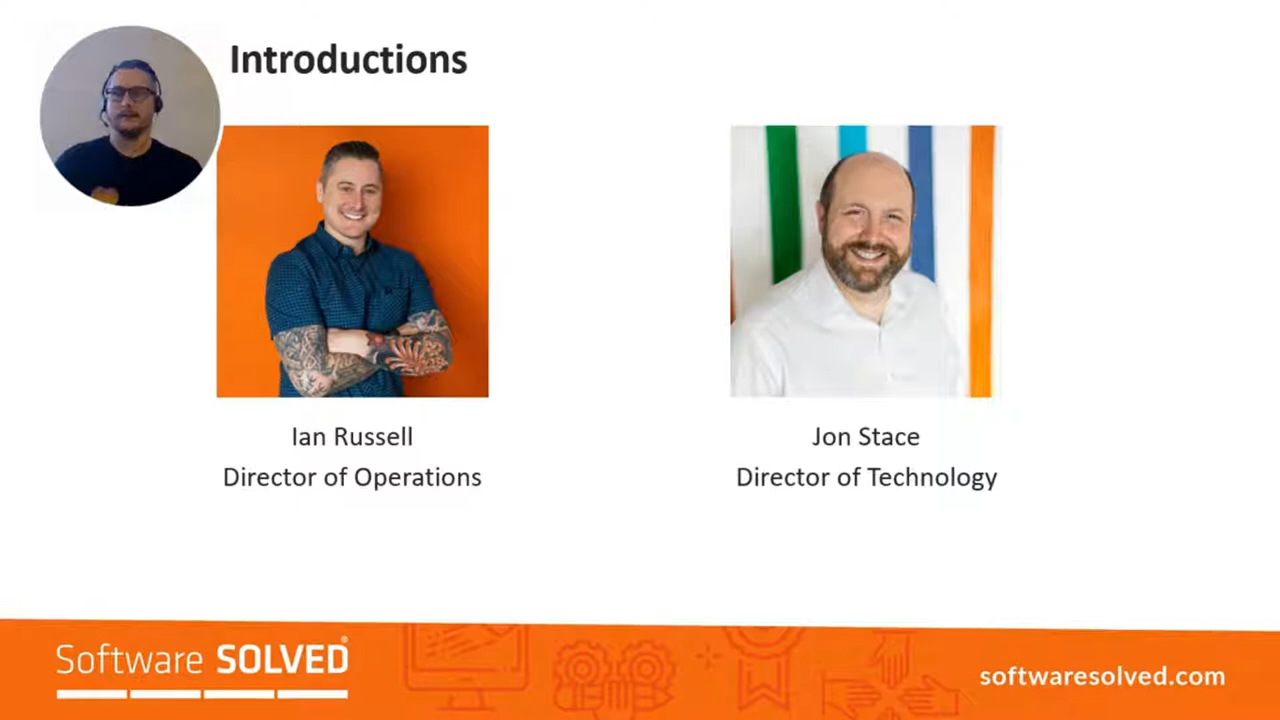 Introductions
Ian Russell
Director of Operations
Jon Stace
Director of Technology
Software SOLVED®
softwaresolved.com